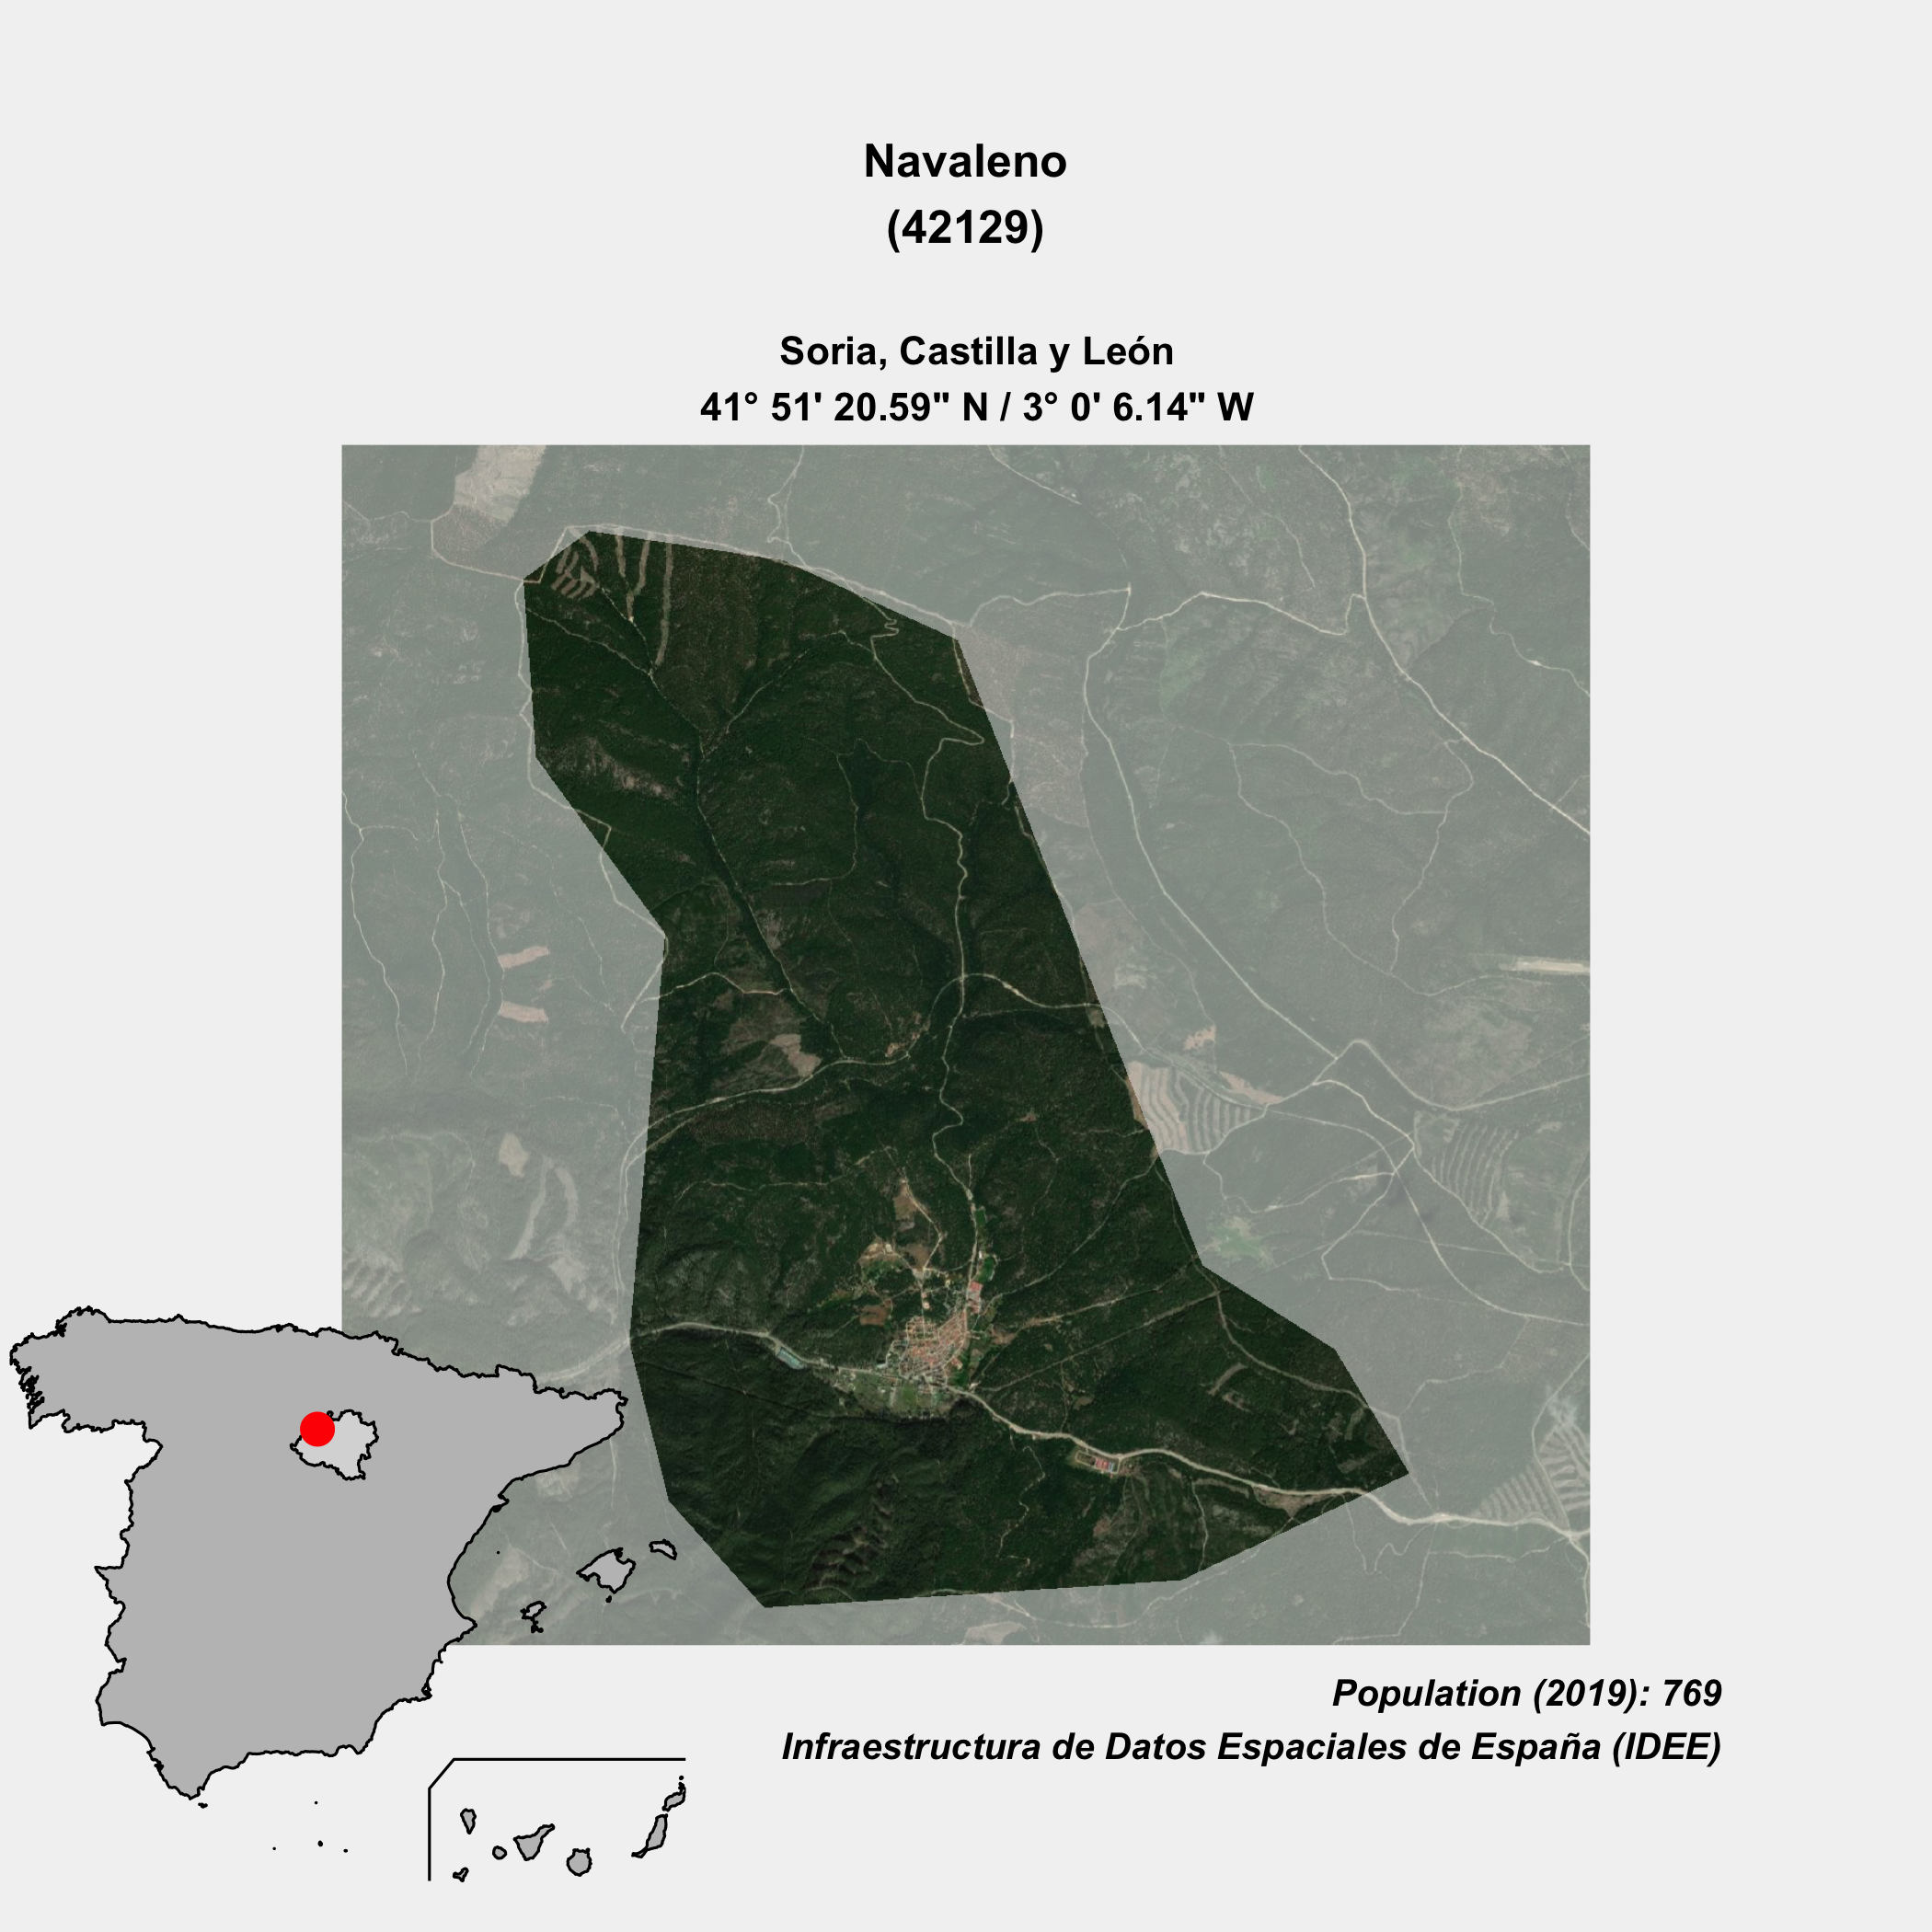 Navaleno
(42129)
Soria, Castilla y León
41° 51' 20.59" N / 3° 0' 6.14" W
Population (2019): 769
Infraestructura de Datos Espaciales de España (IDEE)